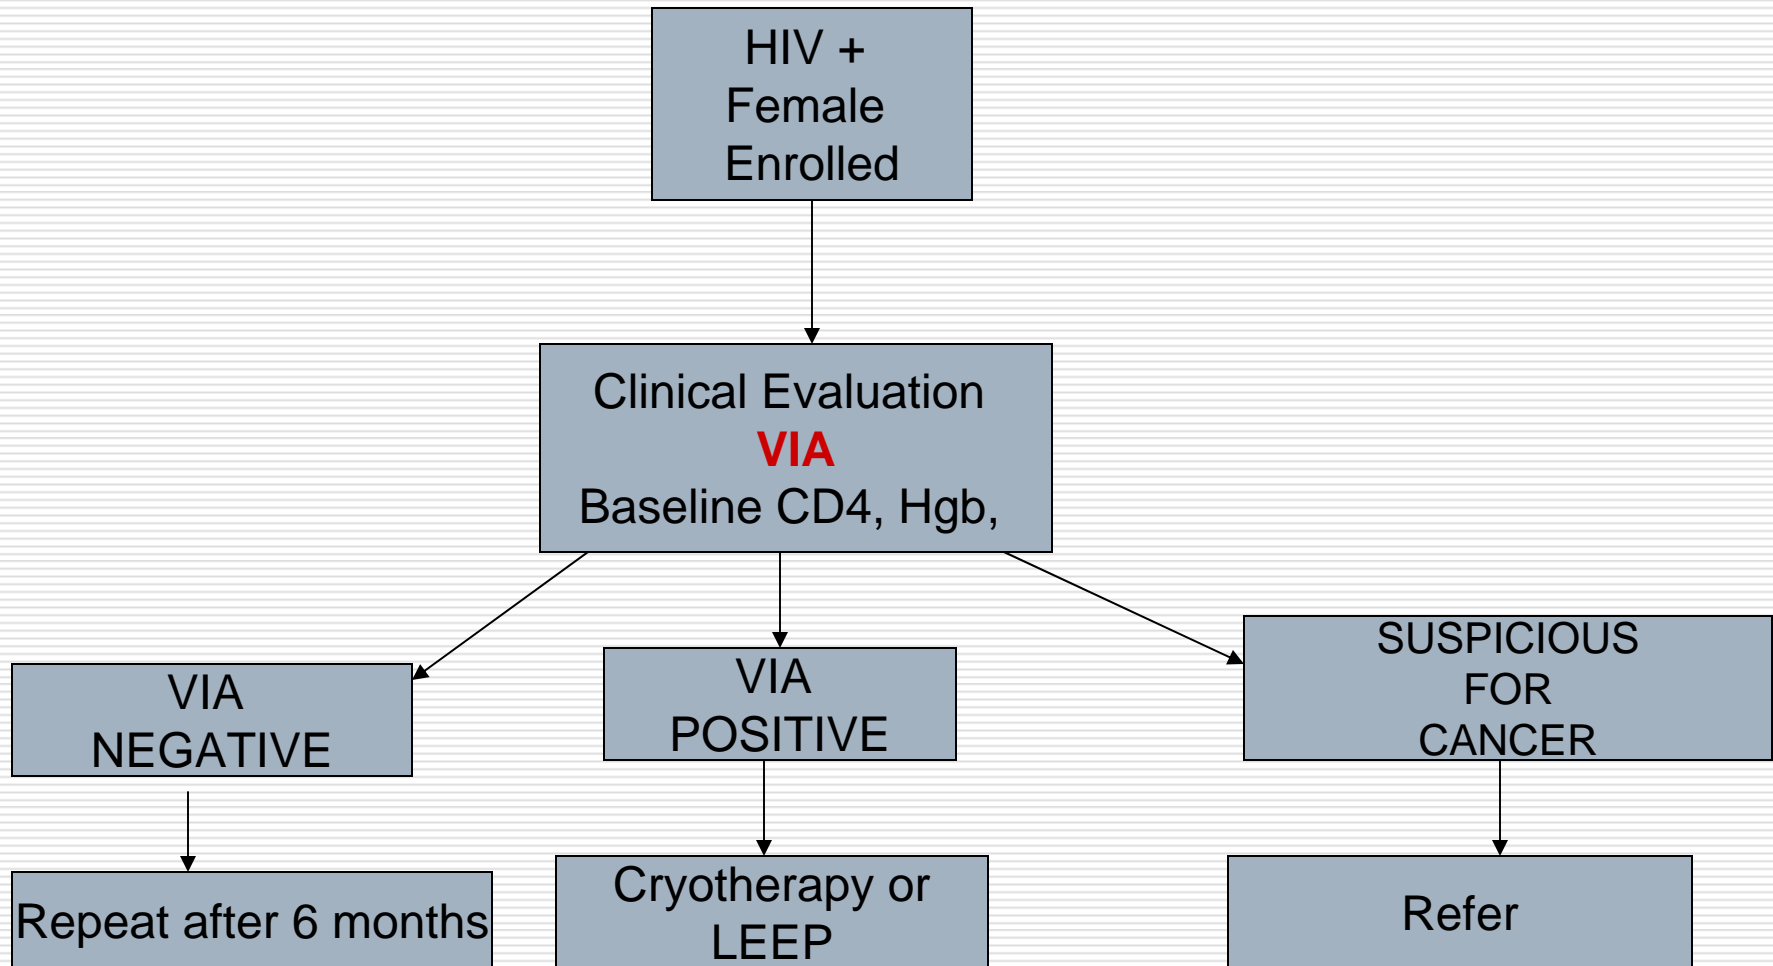 HIV +
Female
Enrolled
Clinical Evaluation
VIA
Baseline CD4, Hgb,
VIA
NEGATIVE
VIA
POSITIVE
SUSPICIOUS
FOR
CANCER
Repeat after 6 months
Cryotherapy or
LEEP
Refer